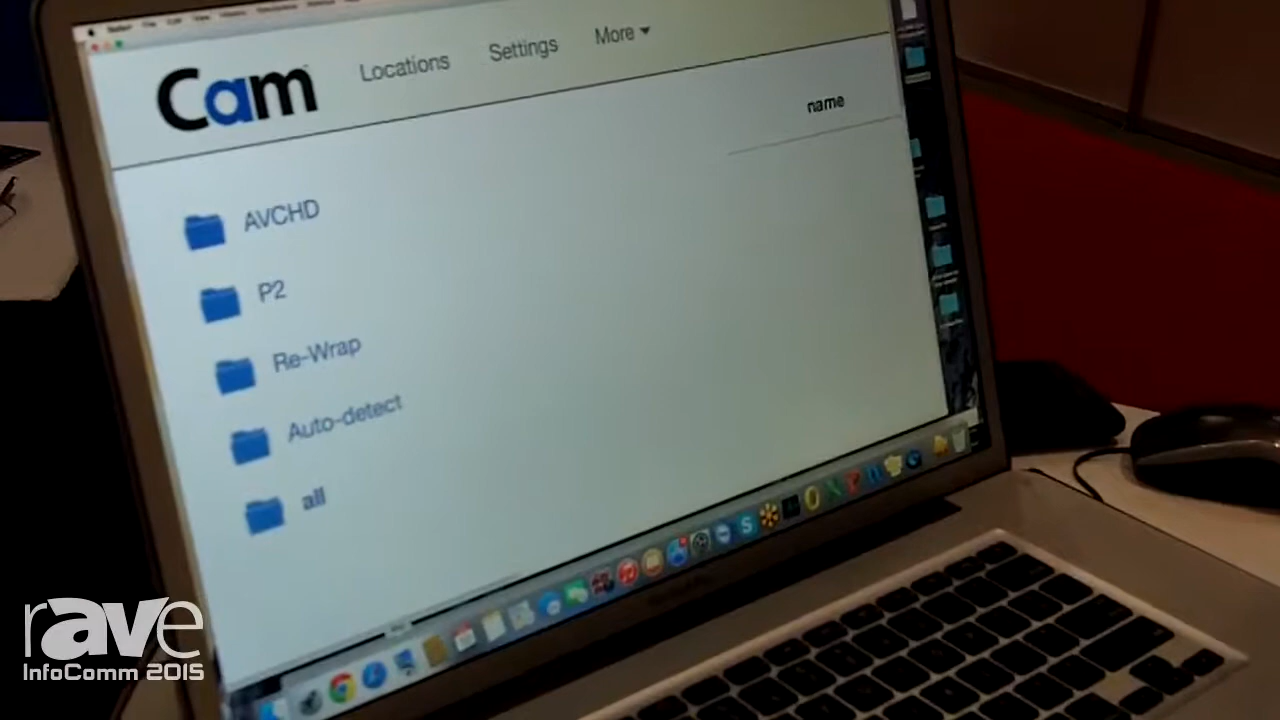 Cam
Locations Settings More
name
AVCHD
P2
Re-Wrap
Auto-detect
all
rAVe
InfoComm 2015